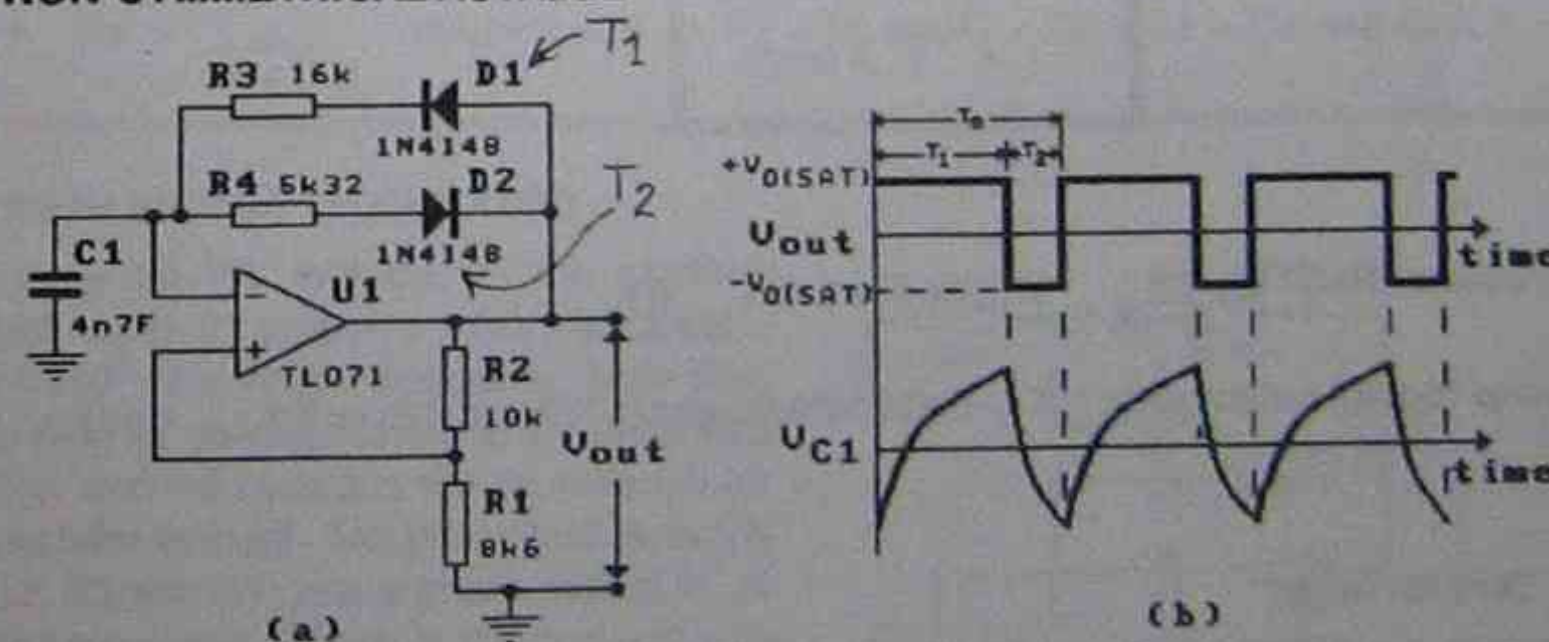 T1
R3 16k
D1
1N4148
R4 5k32
D2
T2
1N4148
C1
4n7F
U1
-
+
TL071
R2
10k
R1
8k6
Vout
(a)
T0
T1
T2
+VO(SAT)
Vout
time
-VO(SAT)
VC1
time
(b)